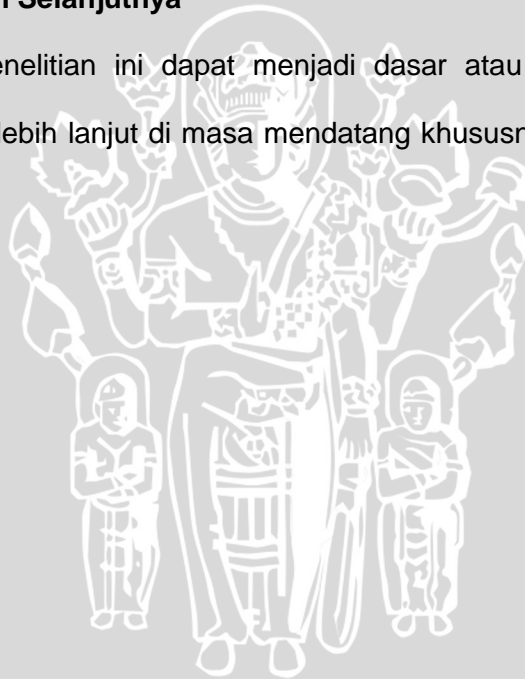 Selanjutnya
enelitian ini dapat menjadi dasar atau
lebih lanjut di masa mendatang khususn